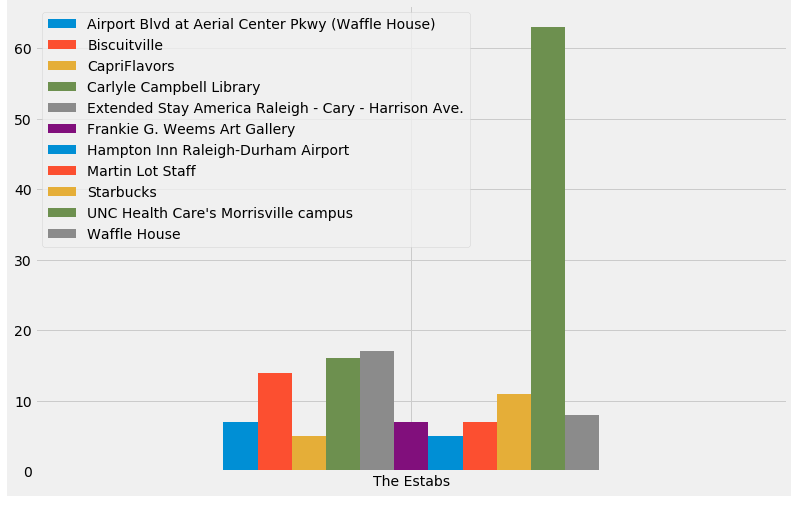 Airport Blvd at Aerial Center Pkwy (Waffle House)
Biscuitville
CapriFlavors
Carlyle Campbell Library
Extended Stay America Raleigh - Cary - Harrison Ave.
Frankie G. Weems Art Gallery
Hampton Inn Raleigh-Durham Airport
Martin Lot Staff
Starbucks
UNC Health Care's Morrisville campus
Waffle House
60
50
40
30
20
10
0
The Estabs